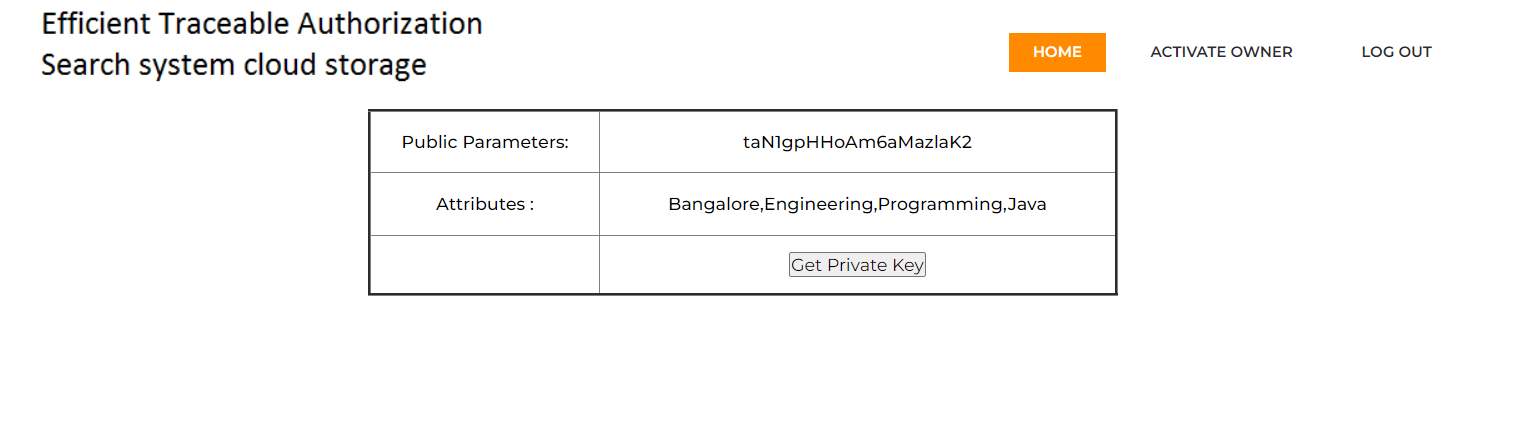 Efficient Traceable Authorization
Search system cloud storage
HOME ACTIVATE OWNER LOG OUT
Public Parameters: taN1gpHHoAm6aMazlaK2
Attributes : Bangalore,Engineering,Programming,Java
Get Private Key